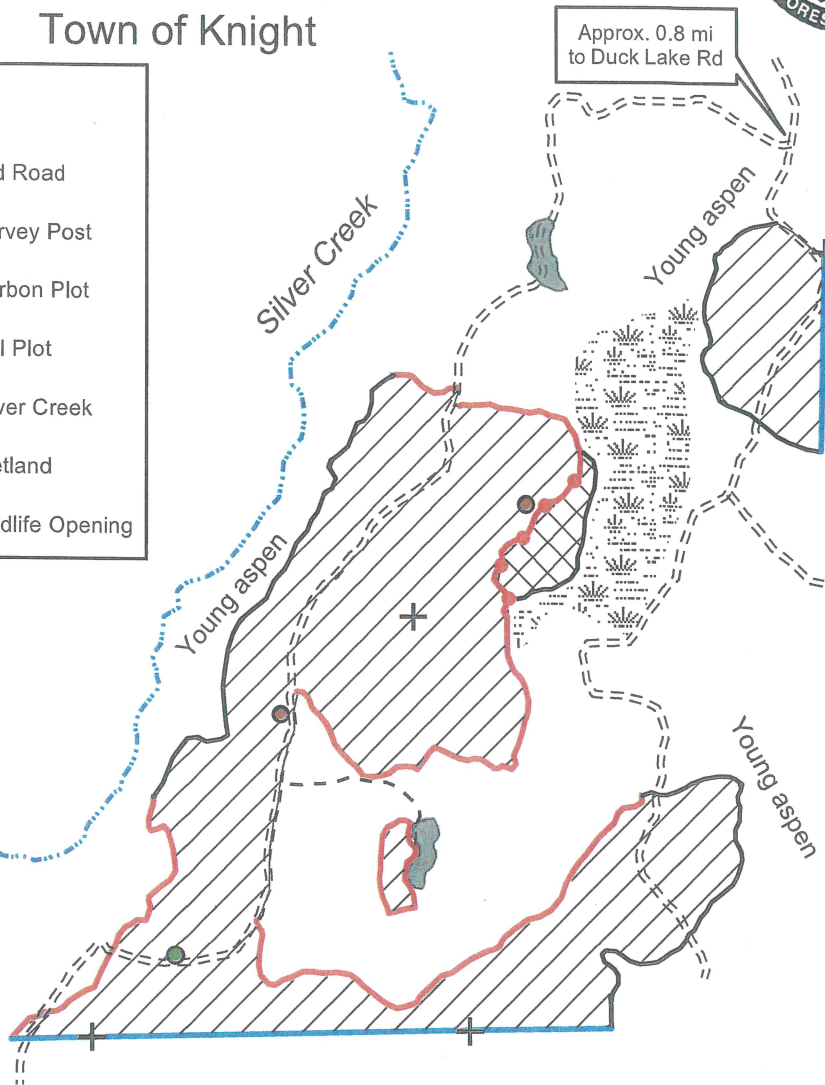 Town of Knight
Approx. 0.8 mi
to Duck Lake Rd
ORES
d Road
rvey Post
rbon Plot
l Plot
ver Creek
etland
dlife Opening
Silver Creek
Young aspen
Young aspen
Young aspen